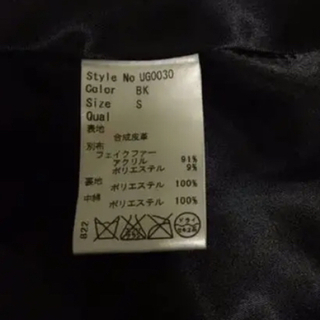 Style No UG0030
Color BK
Size S
Qual
表地
合成皮革
別布
フェイクファー
アクリル 91%
ポリエステル 9%
裏地
ポリエステル 100%
中綿
ポリエステル 100%
822